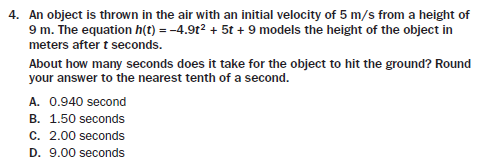 4. An object is thrown in the air with an initial velocity of 5 m/s from a height of
9 m. The equation h(t) = –4.9t² + 5t + 9 models the height of the object in
meters after t seconds.
About how many seconds does it take for the object to hit the ground? Round
your answer to the nearest tenth of a second.
A. 0.940 second
B. 1.50 seconds
C. 2.00 seconds
D. 9.00 seconds